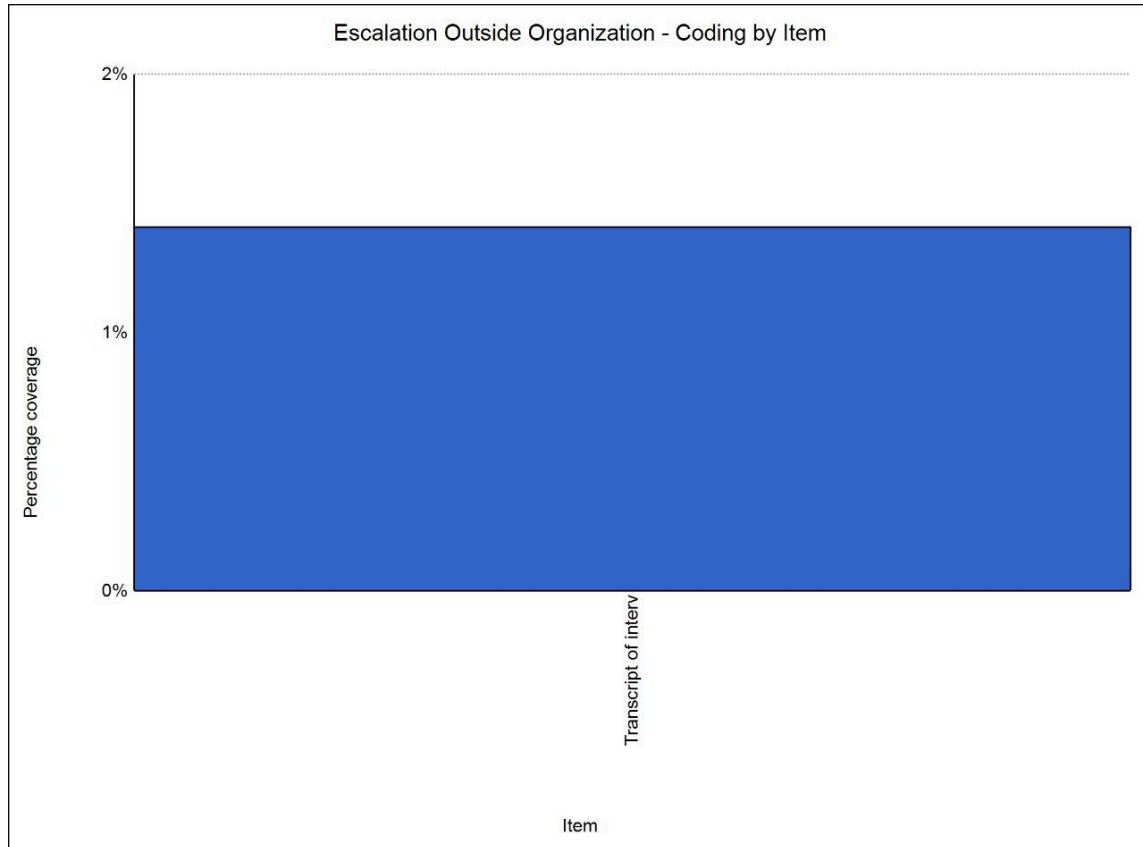 Escalation Outside Organization - Coding by Item
2%
1%
0%
Percentage coverage
Transcript of interv
Item